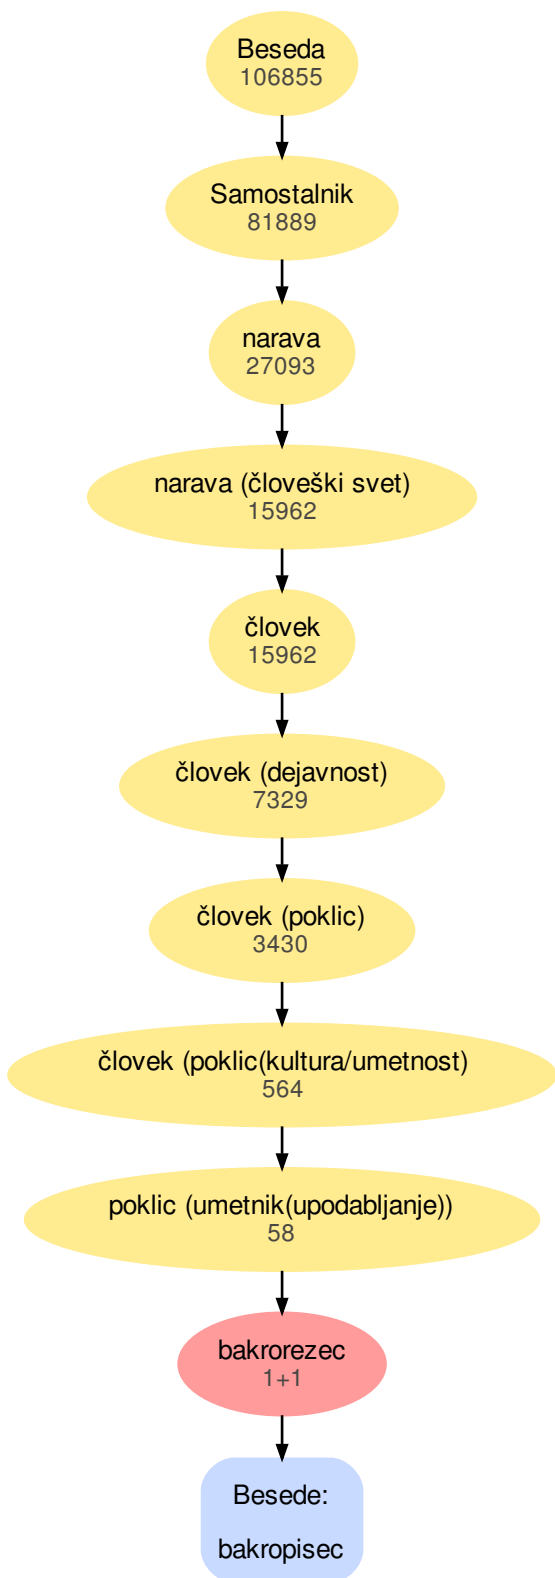 Beseda
106855
Samostalnik
81889
narava
27093
narava (človeški svet)
15962
človek
15962
človek (dejavnost)
7329
človek (poklic)
3430
človek (poklic(kultura/umetnost)
564
poklic (umetnik(upodabljanje))
58
bakrorezec
1+1
Besede:
bakropisec